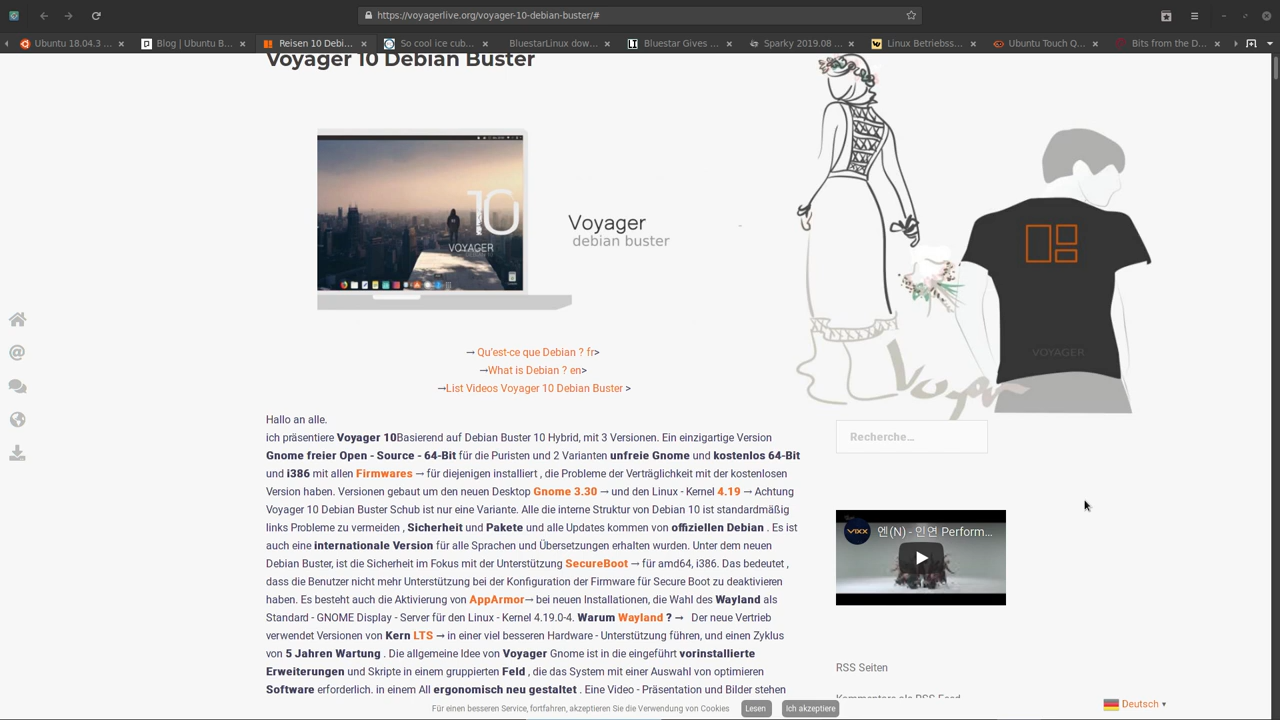 https://voyagerlive.org/voyager-10-debian-buster/#
Ubuntu 18.04.3 ...
Blog | Ubuntu B...
Reisen 10 Debi...
So cool ice cub...
BluestarLinux dow...
Bluestar Gives ...
Sparky 2019.08 ...
Linux Betriebss...
Ubuntu Touch Q...
Bits from the D...
Voyager 10 Debian Buster
10
VOYAGER
Voyager
debian buster
VOYAGER
→ Qu'est-ce que Debian ? fr>
→What is Debian ? en>
→List Videos Voyager 10 Debian Buster >
Hallo an alle.
ich präsentiere Voyager 10Basierend auf Debian Buster 10 Hybrid, mit 3 Versionen. Ein einzigartige Version
Gnome freier Open - Source - 64-Bit für die Puristen und 2 Varianten unfreie Gnome und kostenlos 64-Bit
und i386 mit allen Firmwares → für diejenigen installiert , die Probleme der Verträglichkeit mit der kostenlosen
Version haben. Versionen gebaut um den neuen Desktop Gnome 3.30 → und den Linux - Kernel 4.19 → Achtung
Voyager 10 Debian Buster Schub ist nur eine Variante. Alle die interne Struktur von Debian 10 ist standardmäßig
links Probleme zu vermeiden , Sicherheit und Pakete und alle Updates kommen von offiziellen Debian . Es ist
auch eine internationale Version für alle Sprachen und Übersetzungen erhalten wurden. Unter dem neuen
Debian Buster, ist die Sicherheit im Fokus mit der Unterstützung SecureBoot → für amd64, i386. Das bedeutet ,
dass die Benutzer nicht mehr Unterstützung bei der Konfiguration der Firmware für Secure Boot zu deaktivieren
haben. Es besteht auch die Aktivierung von AppArmor→ bei neuen Installationen, die Wahl des Wayland als
Standard - GNOME Display - Server für den Linux - Kernel 4.19.0-4. Warum Wayland ? → Der neue Vertrieb
verwendet Versionen von Kern LTS → in einer viel besseren Hardware - Unterstützung führen, und einen Zyklus
von 5 Jahren Wartung . Die allgemeine Idee von Voyager Gnome ist in die eingeführt vorinstallierte
Erweiterungen und Skripte in einem gruppierten Feld , die das System mit einer Auswahl von optimieren
Software erforderlich. in einem All ergonomisch neu gestaltet . Eine Video - Präsentation und Bilder stehen
Recherche...
VIXX
엔(N) - 인연 Perform...
RSS Seiten
Kommentare als RSS Feed
Für einen besseren Service, fortfahren, akzeptieren Sie die Verwendung von Cookies
Lesen
Ich akzeptiere
Deutsch ▾